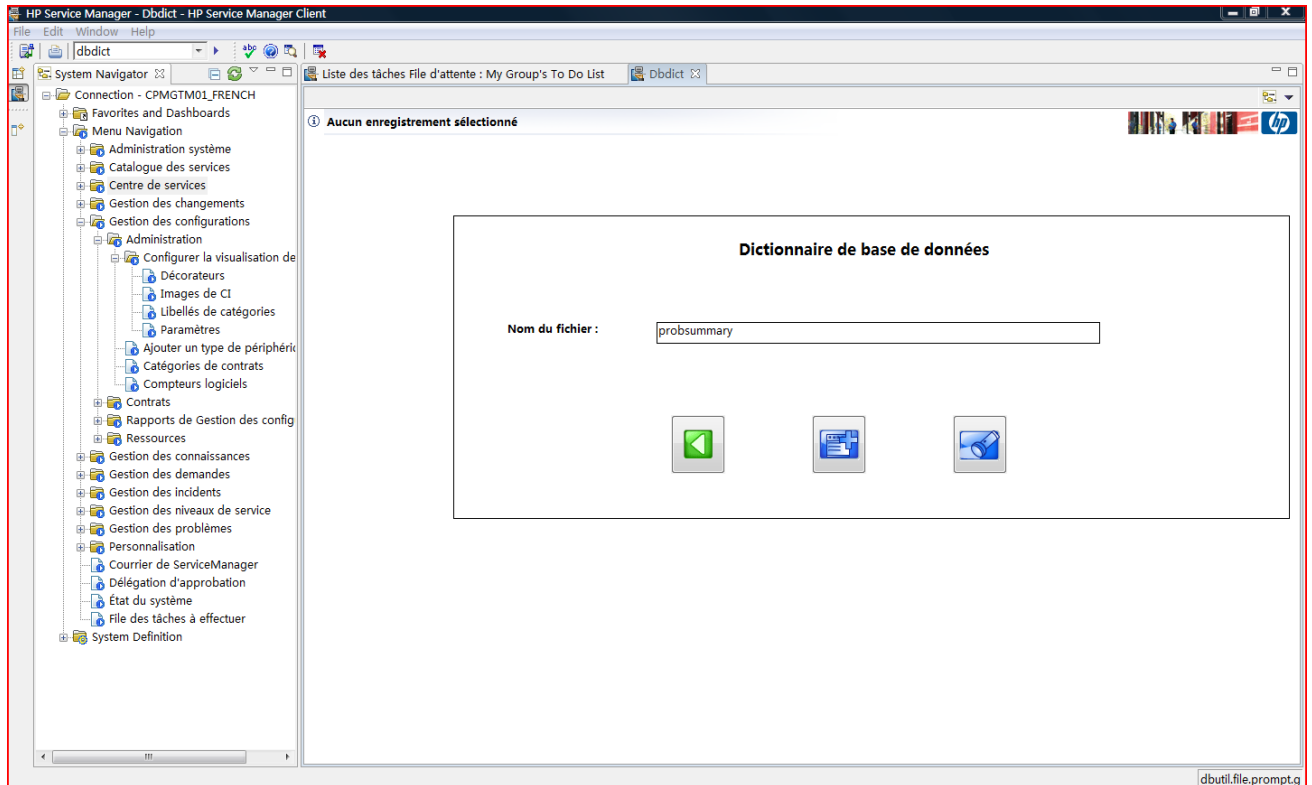 HP Service Manager - Dbdict - HP Service Manager Client
File Edit Window Help
dbdict
abc
System Navigator
Liste des tâches File d'attente : My Group's To Do List
Dbdict
Connection - CPMGTM01_FRENCH
Favorites and Dashboards
Menu Navigation
Administration système
Catalogue des services
Centre de services
Gestion des changements
Gestion des configurations
Administration
Configurer la visualisation de
Décorateurs
Images de CI
Libellés de catégories
Paramètres
Ajouter un type de périphéric
Catégories de contrats
Compteurs logiciels
Contrats
Rapports de Gestion des config
Ressources
Gestion des connaissances
Gestion des demandes
Gestion des incidents
Gestion des niveaux de service
Gestion des problèmes
Personnalisation
Courrier de ServiceManager
Délégation d'approbation
État du système
File des tâches à effectuer
System Definition
Aucun enregistrement sélectionné
hp
Dictionnaire de base de données
Nom du fichier :
probsummary
dbutil.file.prompt.g